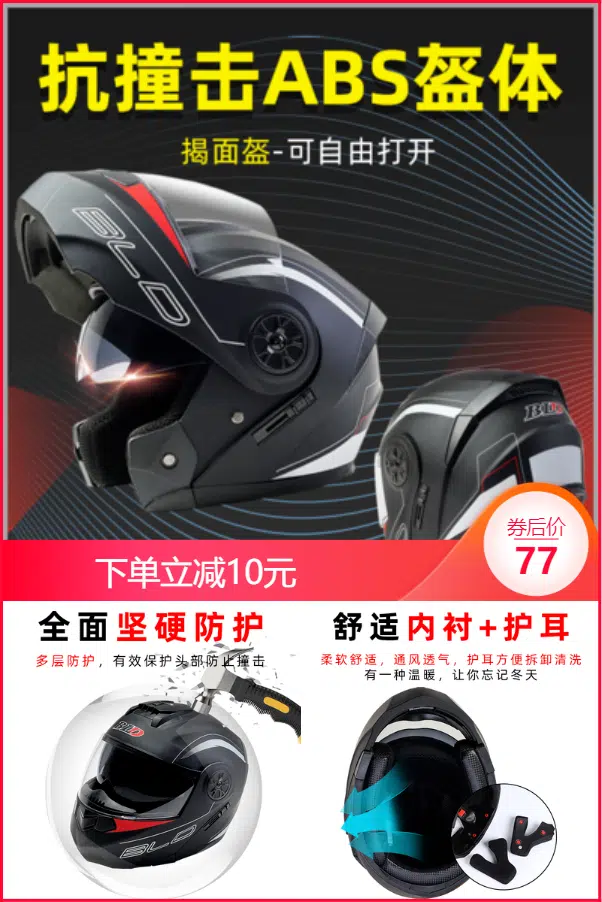 抗撞击ABS盔体
揭面盔-可自由打开
BLD
BLD
券后价
77
下单立减10元
全面坚硬防护
多层防护，有效保护头部防止撞击
舒适内衬+护耳
柔软舒适，通风透气，护耳方便拆卸清洗
有一种温暖，让你忘记冬天
BLD
BLD